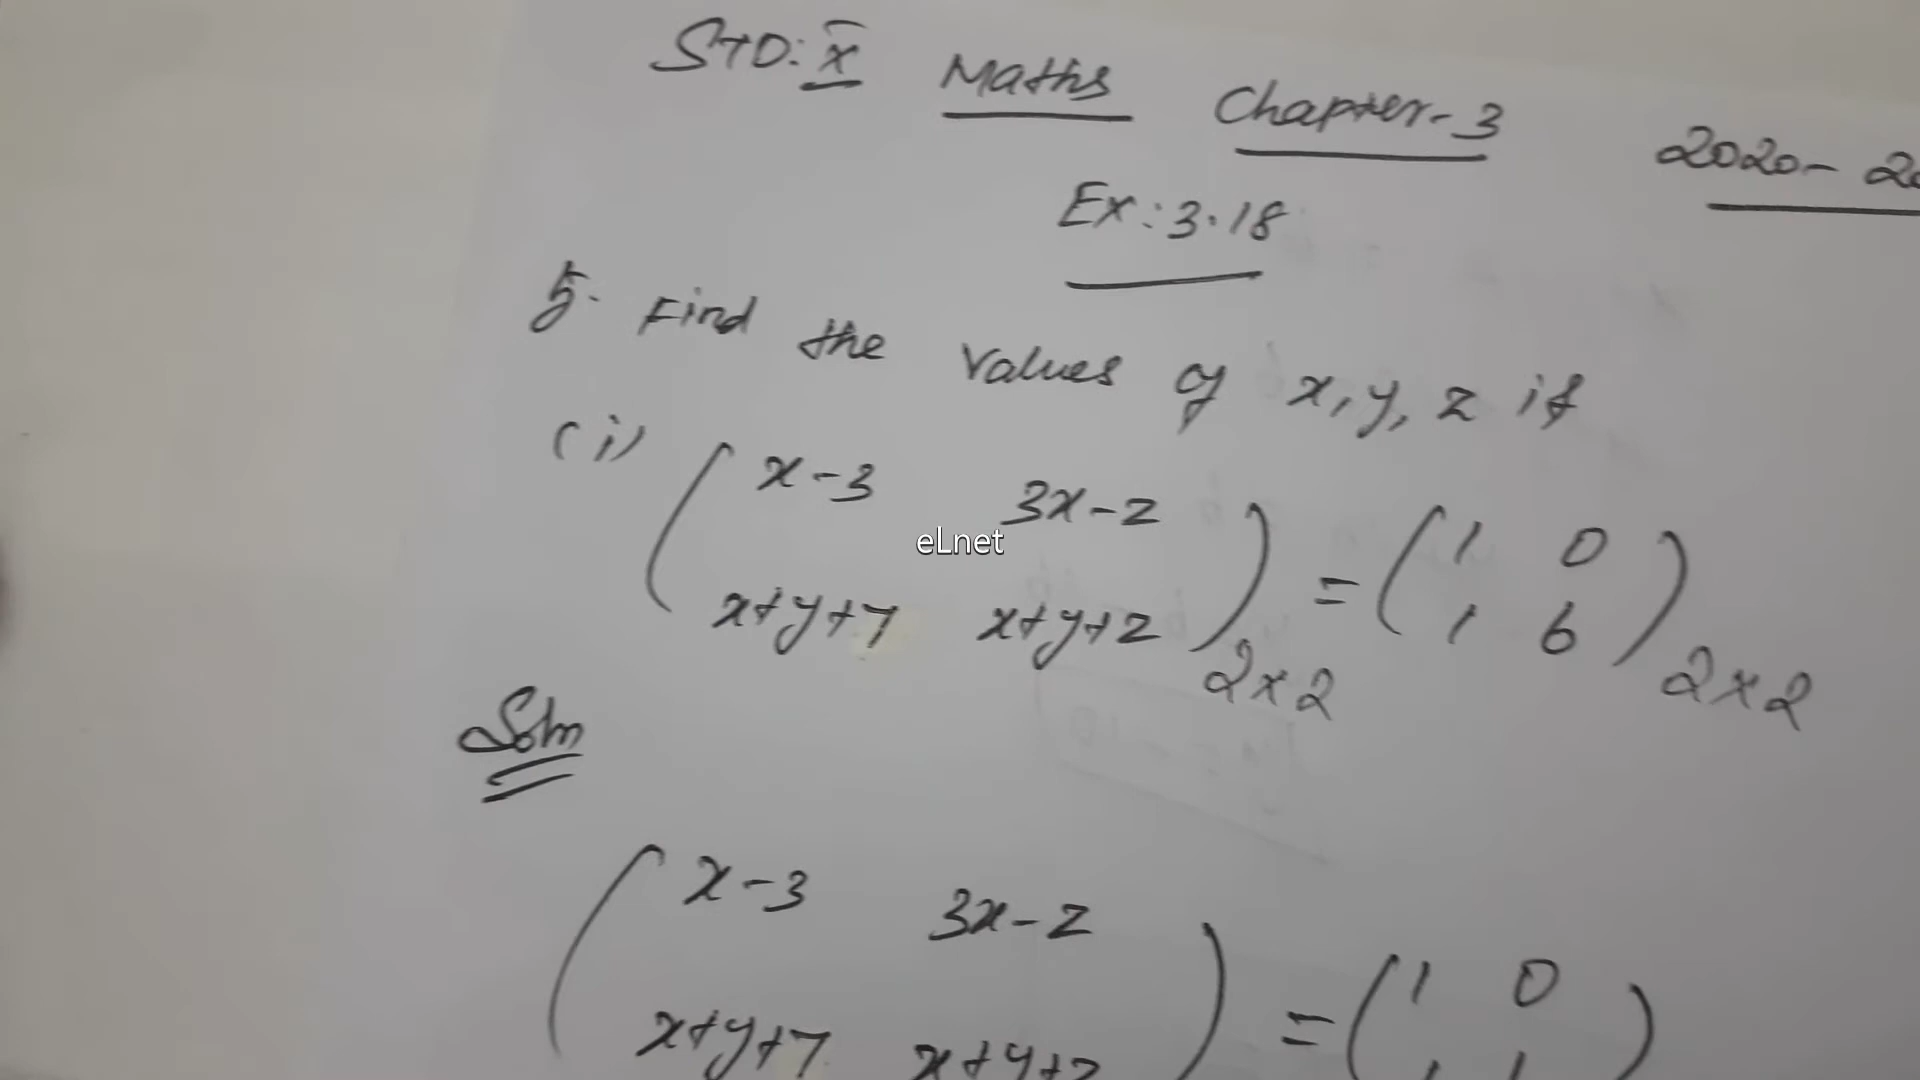 STD: X Maths Chapter-3 2020-
Ex: 3.18
5. Find the values of x, y, z if
(i) ( x-3 3x-z
eLnet
x+y+7 x+y+z ) 2x2 = ( 1 0
1 6 ) 2x2
Soln
( x-3 3x-z
x+y+7 x+y+z ) = ( 1 0 )